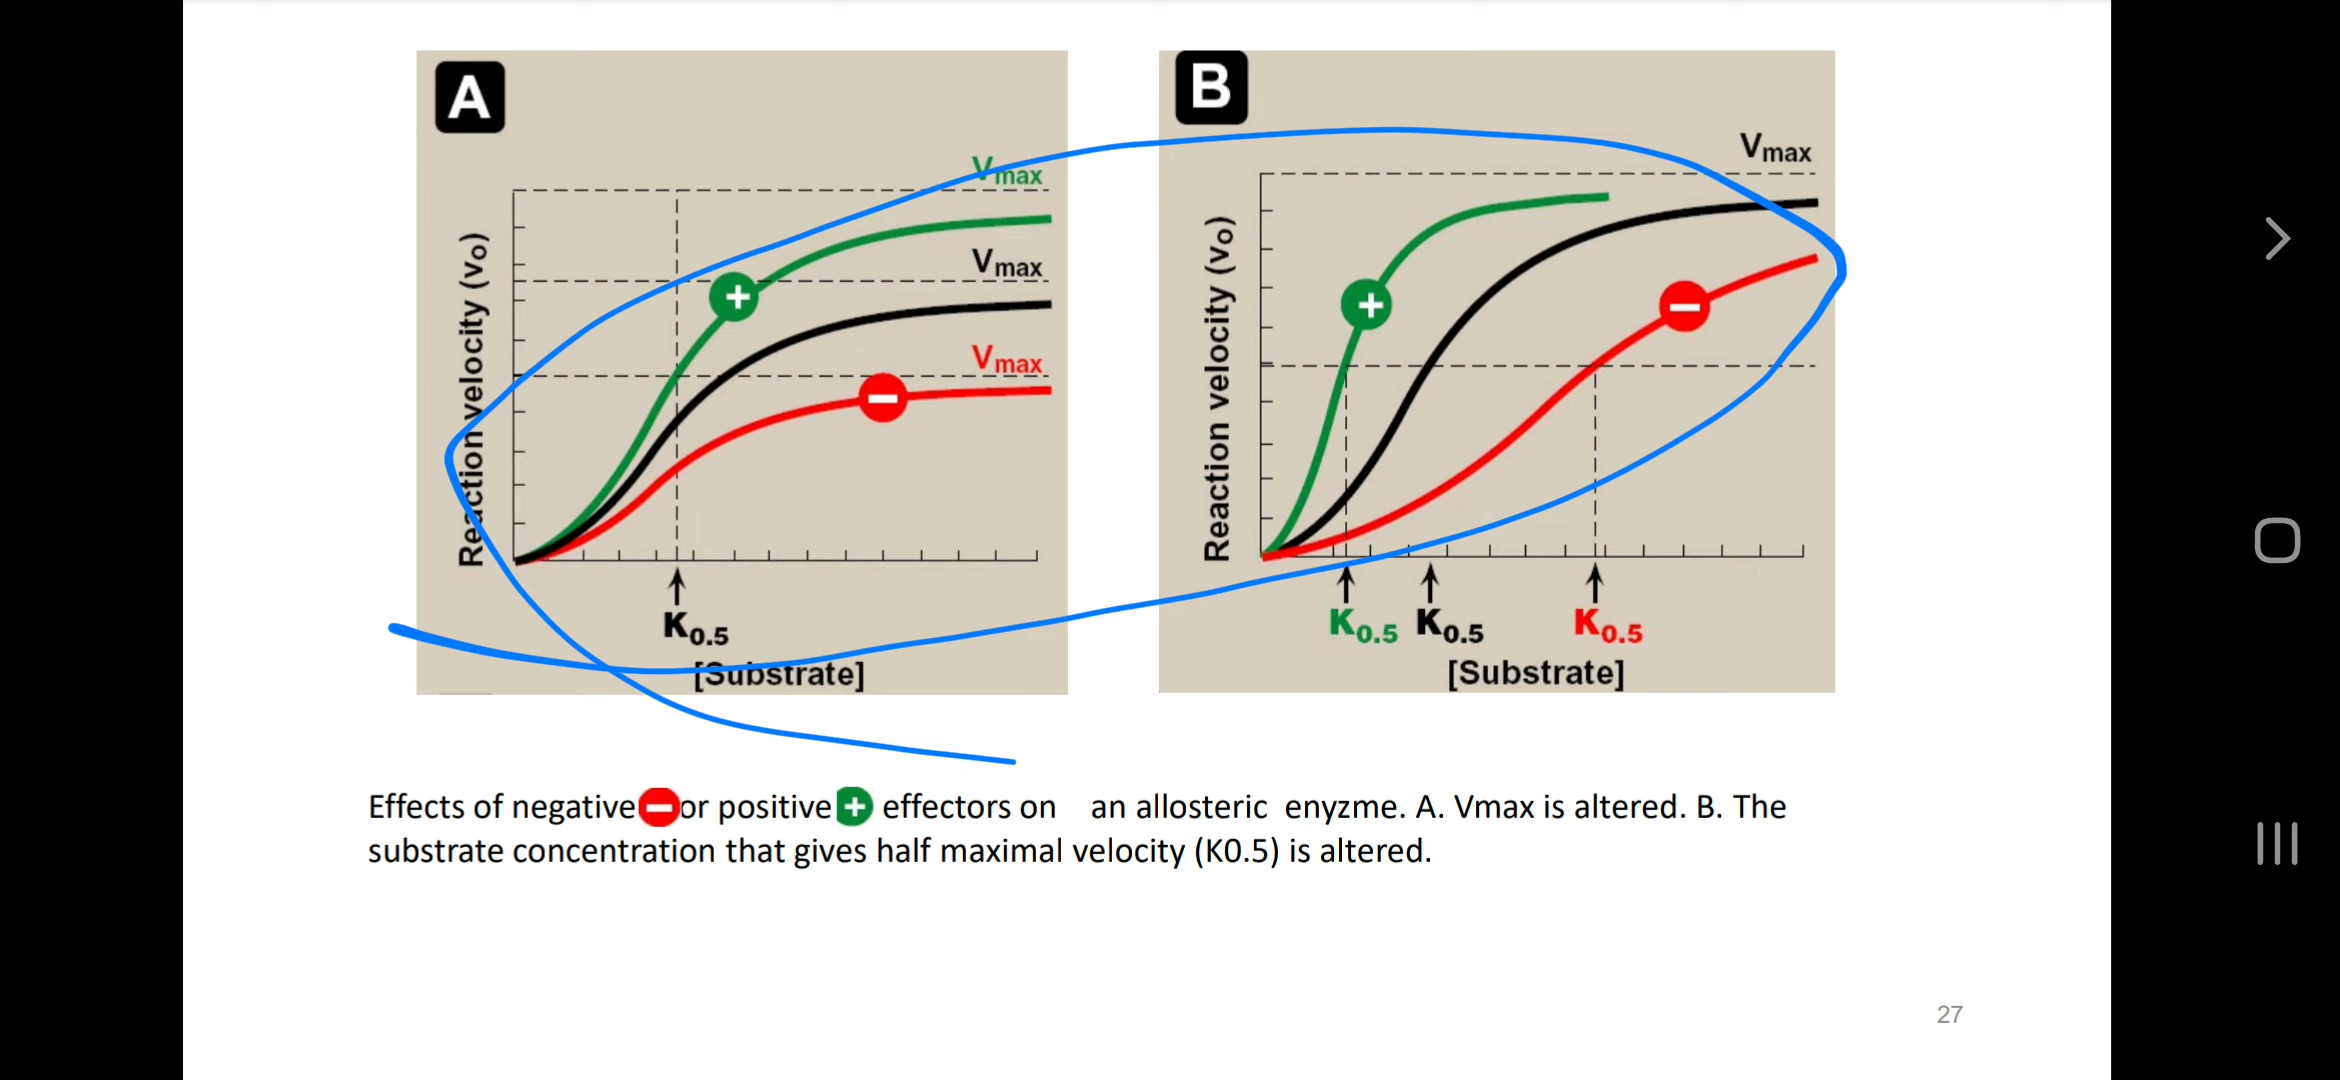 A
Reaction velocity (vo)
Vmax
Vmax
Vmax
K0.5
[Substrate]
B
Reaction velocity (vo)
Vmax
K0.5 K0.5 K0.5
[Substrate]
Effects of negative or positive effectors on an allosteric enyzme. A. Vmax is altered. B. The
substrate concentration that gives half maximal velocity (K0.5) is altered.
27